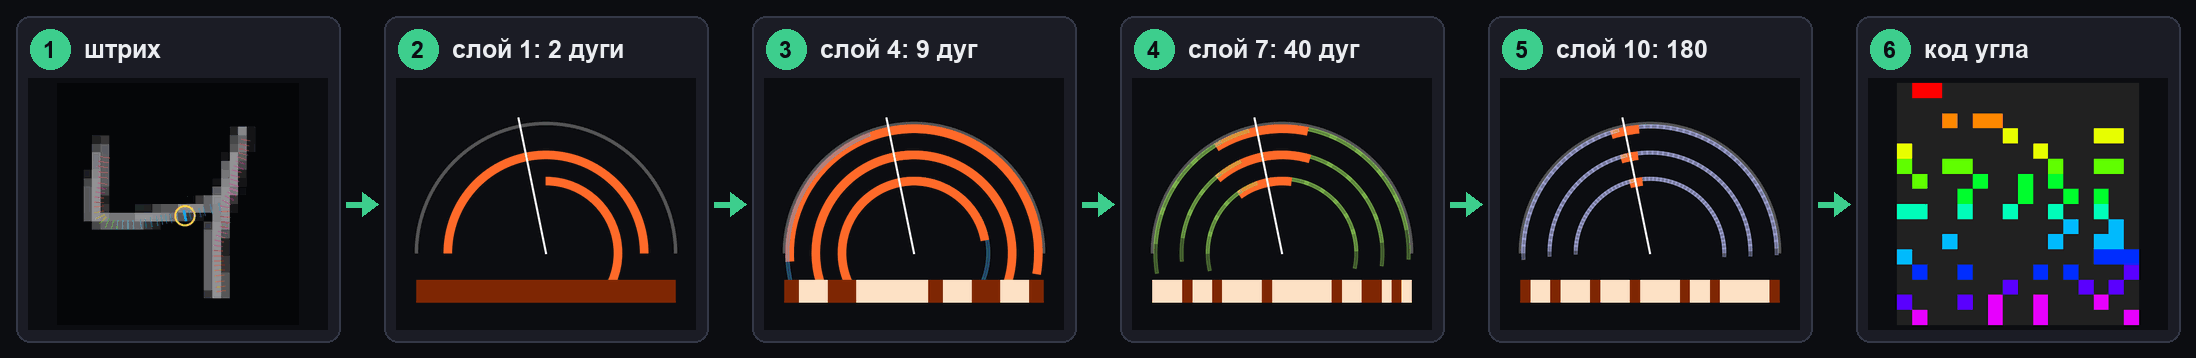 1 штрих
2 слой 1: 2 дуги
3 слой 4: 9 дуг
4 слой 7: 40 дуг
5 слой 10: 180
6 код угла